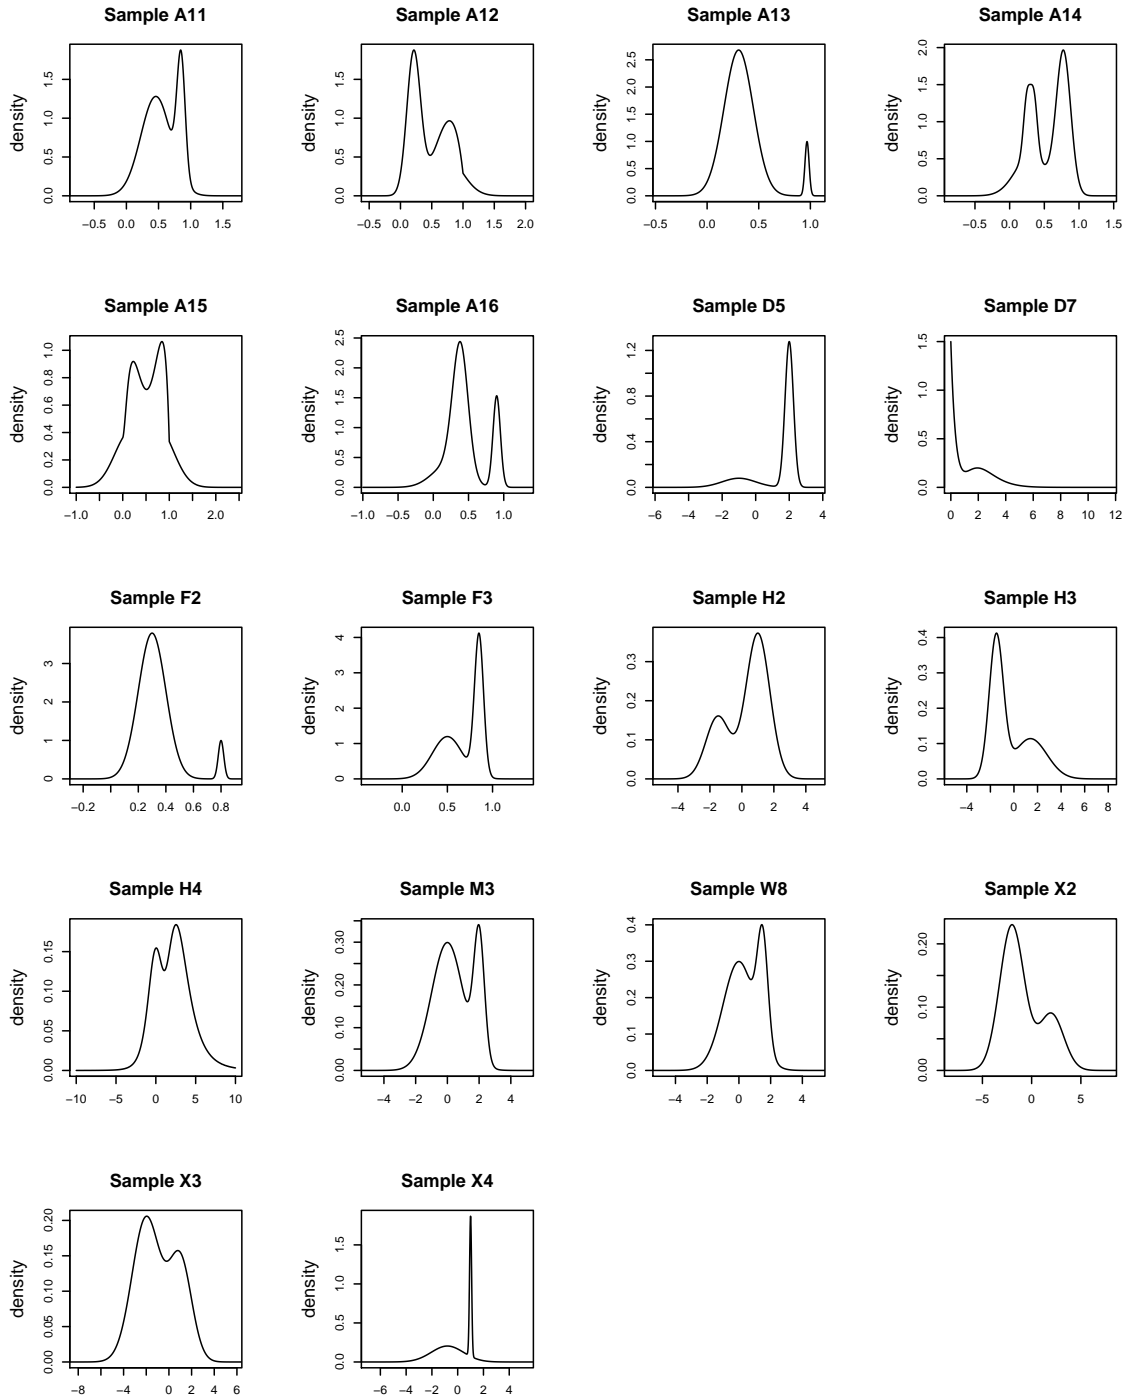 Sample A11 Sample A12 Sample A13 Sample A14
density 0.0 0.5 1.0 1.5 density 0.0 0.5 1.0 1.5 density 0.0 0.5 1.0 1.5 2.0 2.5 density 0.0 0.5 1.0 1.5 2.0
−0.5 0.0 0.5 1.0 1.5 −0.5 0.0 0.5 1.0 2.0 −0.5 0.0 0.5 1.0 −0.5 0.0 0.5 1.0 1.5
Sample A15 Sample A16 Sample D5 Sample D7
density 0.0 0.2 0.4 0.6 0.8 1.0 density 0.0 0.5 1.0 1.5 2.0 2.5 density 0.0 0.4 0.8 1.2 density 0.0 0.5 1.0 1.5
−1.0 0.0 1.0 2.0 −1.0 −0.5 0.0 0.5 1.0 −6 −4 −2 0 2 4 0 2 4 6 8 10 12
Sample F2 Sample F3 Sample H2 Sample H3
density 0 1 2 3 density 0 1 2 3 4 density 0.0 0.1 0.2 0.3 density 0.0 0.1 0.2 0.3 0.4
−0.2 0.2 0.4 0.6 0.8 0.0 0.5 1.0 −4 −2 0 2 4 −4 0 2 4 6 8
Sample H4 Sample M3 Sample W8 Sample X2
density 0.00 0.05 0.10 0.15 density 0.00 0.10 0.20 0.30 density 0.0 0.1 0.2 0.3 0.4 density 0.00 0.10 0.20
−10 −5 0 5 10 −4 −2 0 2 4 −4 −2 0 2 4 −5 0 5
Sample X3 Sample X4
density 0.00 0.05 0.10 0.15 0.20 density 0.0 0.5 1.0 1.5
−8 −4 0 2 4 6 −6 −4 −2 0 2 4